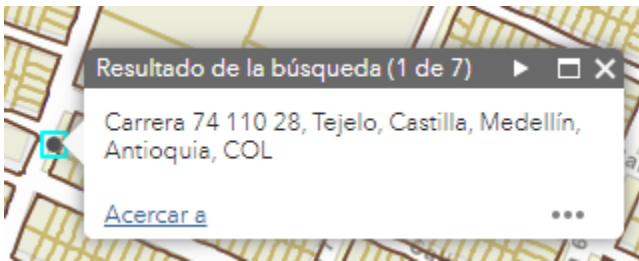 Resultado de la búsqueda (1 de 7)
Carrera 74 110 28, Tejelo, Castilla, Medellín,
Antioquia, COL
Acercar a